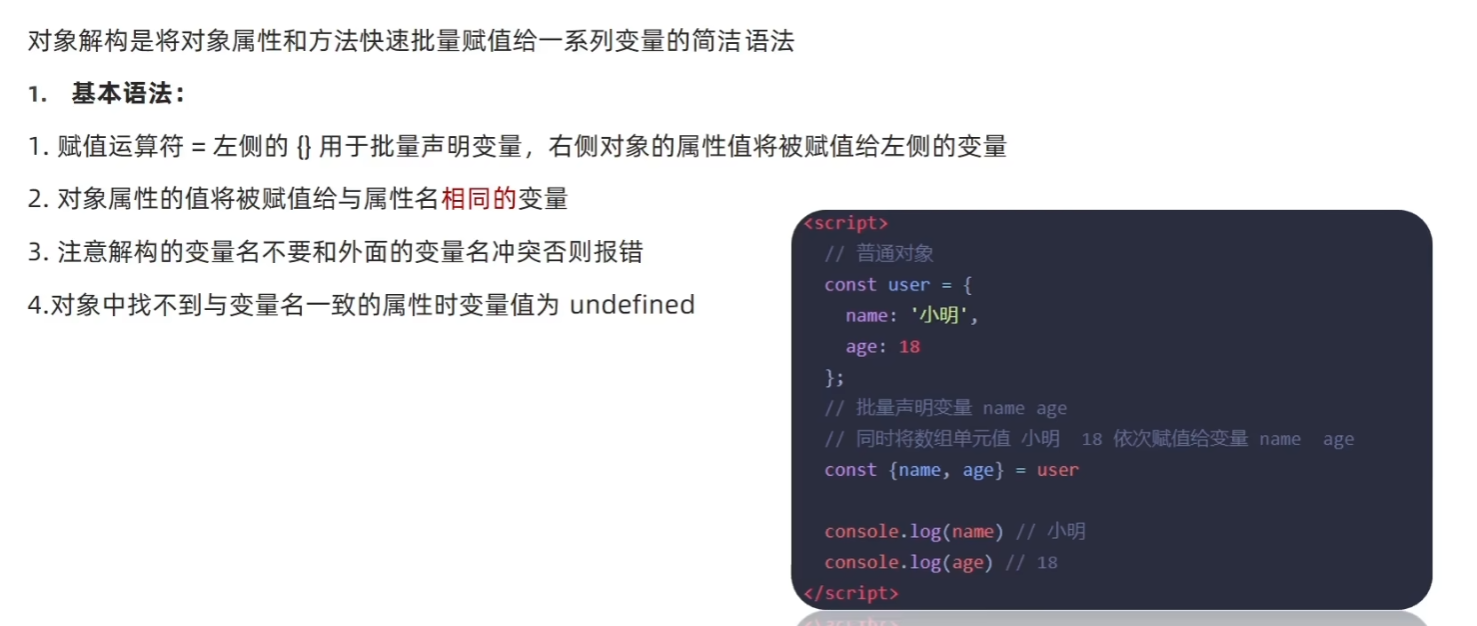 对象解构是将对象属性和方法快速批量赋值给一系列变量的简洁语法
1. 基本语法：
1. 赋值运算符 = 左侧的 {} 用于批量声明变量，右侧对象的属性值将被赋值给左侧的变量
2. 对象属性的值将被赋值给与属性名相同的变量
3. 注意解构的变量名不要和外面的变量名冲突否则报错
4.对象中找不到与变量名一致的属性时变量值为 undefined
<script>
// 普通对象
const user = {
name: '小明',
age: 18
};
// 批量声明变量 name age
// 同时将数组单元值 小明  18 依次赋值给变量 name  age
const {name, age} = user
console.log(name) // 小明
console.log(age) // 18
</script>